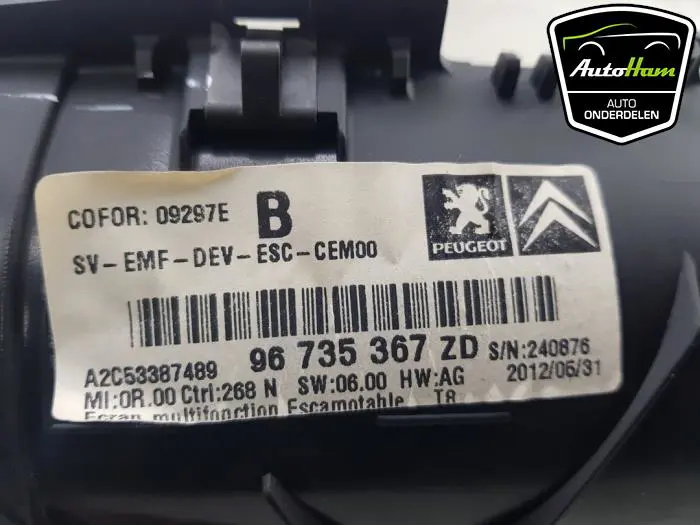 AutoHam
AUTO
ONDERDELEN
COFOR: 09297E B
PEUGEOT
SV-EMF-DEV-ESC-CEM00
A2C53387489 96 735 367 ZD S/N:240876
MI:0R.00 Ctrl:268 N SW:06.00 HW:AG 2012/05/31
Ecran multifonction Escamotable T8